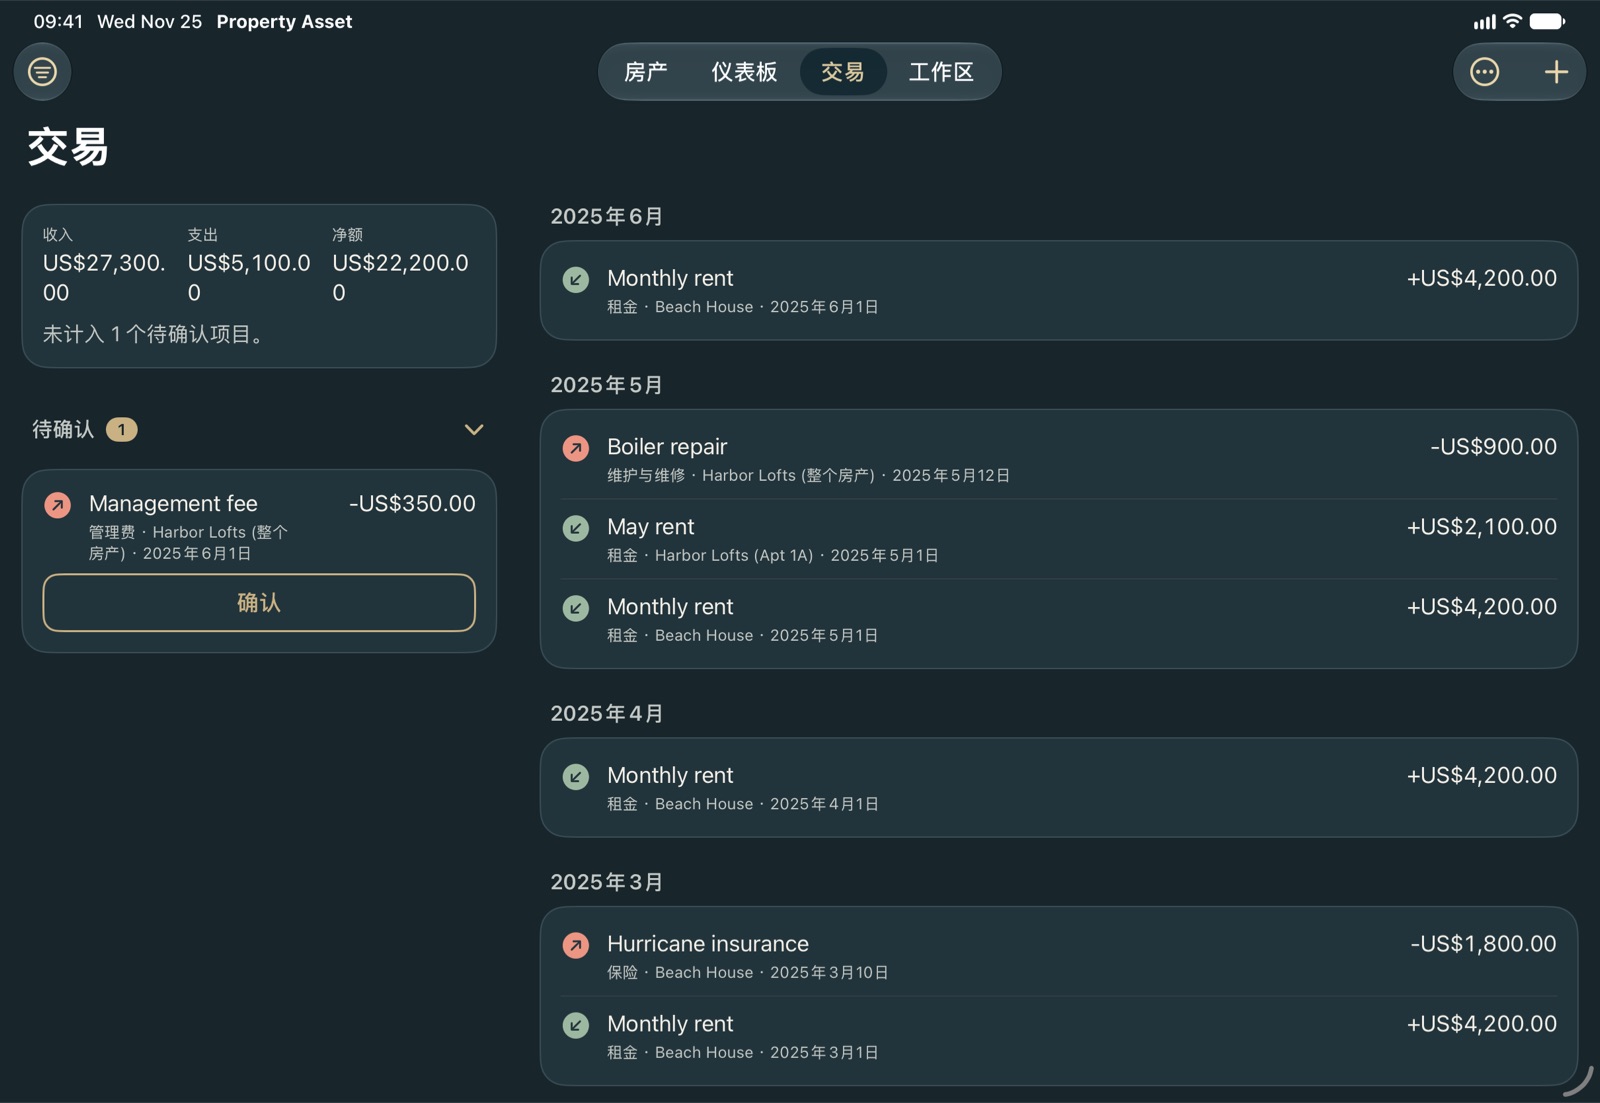 09:41 Wed Nov 25 Property Asset
房产 仪表板 交易 工作区
交易
收入 支出 净额
US$27,300. US$5,100.0 US$22,200.0
00 0 0
未计入 1 个待确认项目。
待确认 1
Management fee -US$350.00
管理费 · Harbor Lofts (整个
房产) · 2025年6月1日
确认
2025年6月
Monthly rent +US$4,200.00
租金 · Beach House · 2025年6月1日
2025年5月
Boiler repair -US$900.00
维护与维修 · Harbor Lofts (整个房产) · 2025年5月12日
May rent +US$2,100.00
租金 · Harbor Lofts (Apt 1A) · 2025年5月1日
Monthly rent +US$4,200.00
租金 · Beach House · 2025年5月1日
2025年4月
Monthly rent +US$4,200.00
租金 · Beach House · 2025年4月1日
2025年3月
Hurricane insurance -US$1,800.00
保险 · Beach House · 2025年3月10日
Monthly rent +US$4,200.00
租金 · Beach House · 2025年3月1日